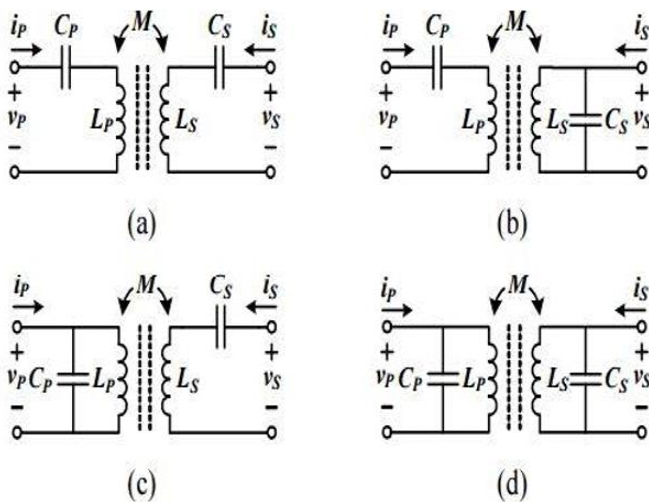 iP CP M CS iS
+ +
vP LP LS vS
− −
(a)
iP CP M iS
+ +
vP LP LS CS vS
− −
(b)
iP M CS iS
+ +
vP CP LP LS vS
− −
(c)
iP M iS
+ +
vP CP LP LS CS vS
− −
(d)